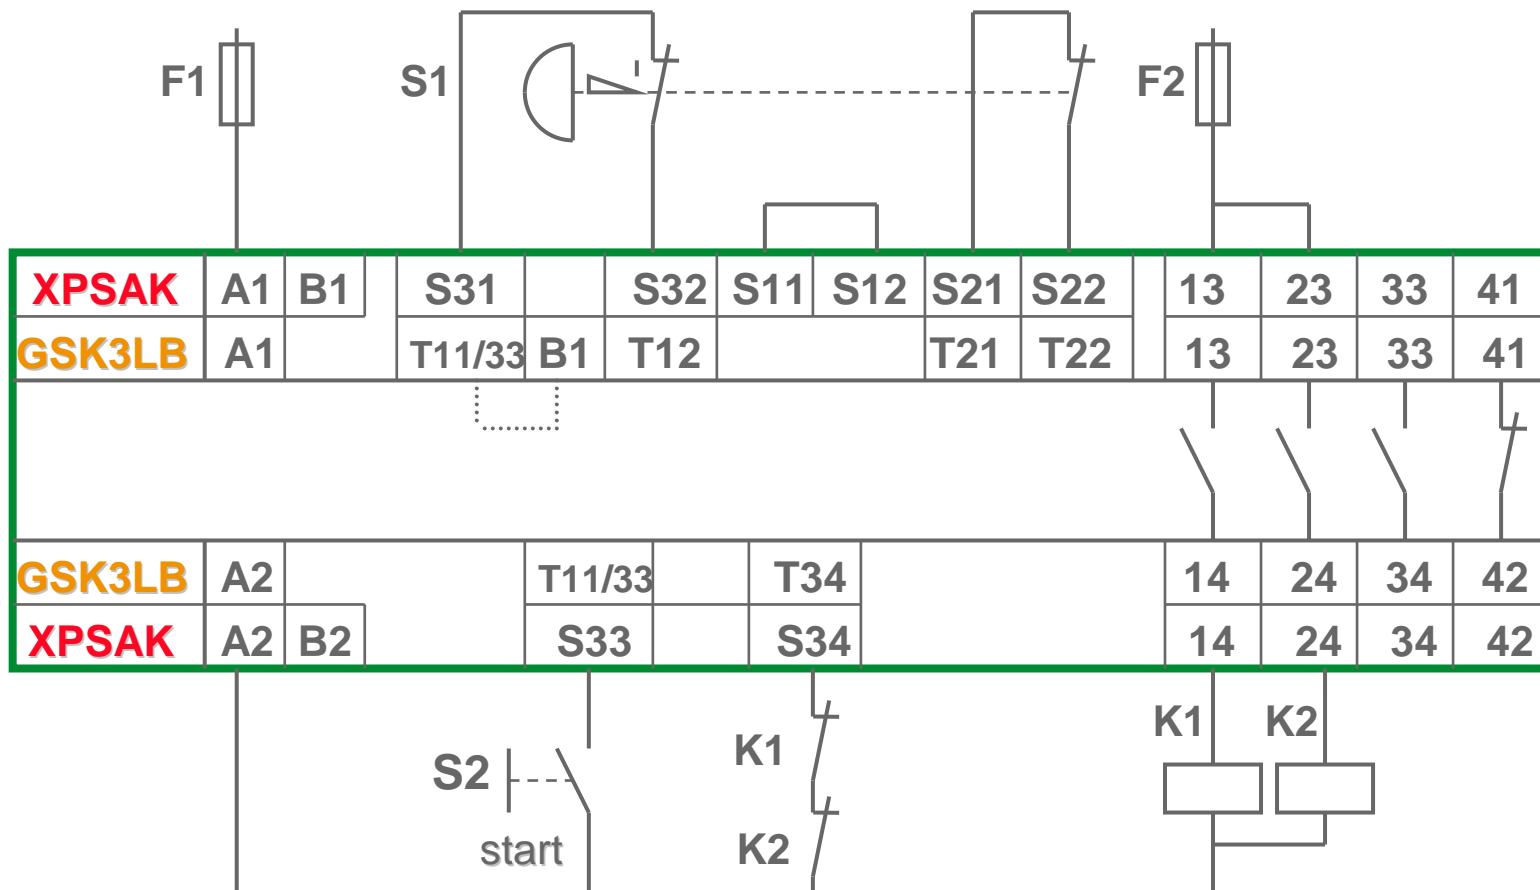 F1 S1 F2
XPSAK A1 B1 S31 S32 S11 S12 S21 S22 13 23 33 41
GSK3LB A1 T11/33 B1 T12 T21 T22 13 23 33 41
GSK3LB A2 T11/33 T34 14 24 34 42
XPSAK A2 B2 S33 S34 14 24 34 42
K1 K2
K1
S2
start K2